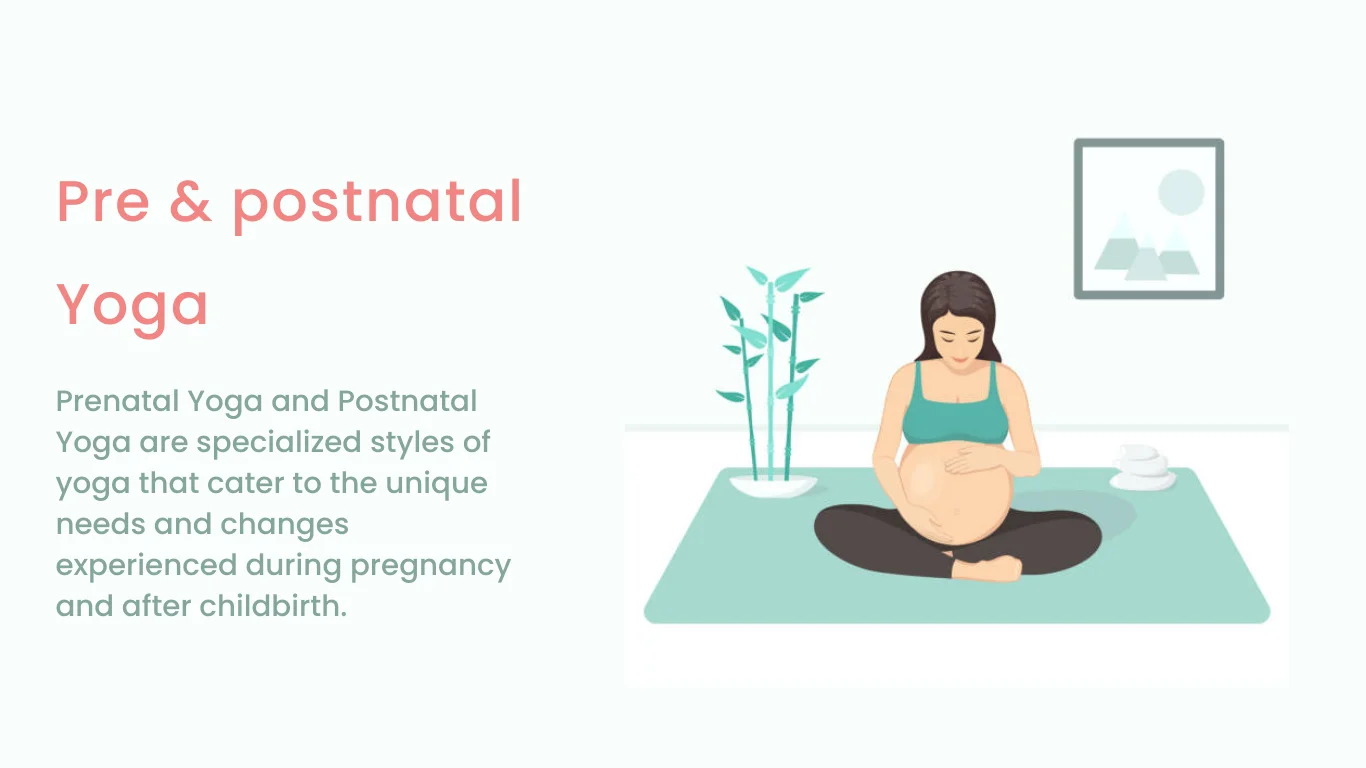 Pre & postnatal
Yoga
Prenatal Yoga and Postnatal
Yoga are specialized styles of
yoga that cater to the unique
needs and changes
experienced during pregnancy
and after childbirth.